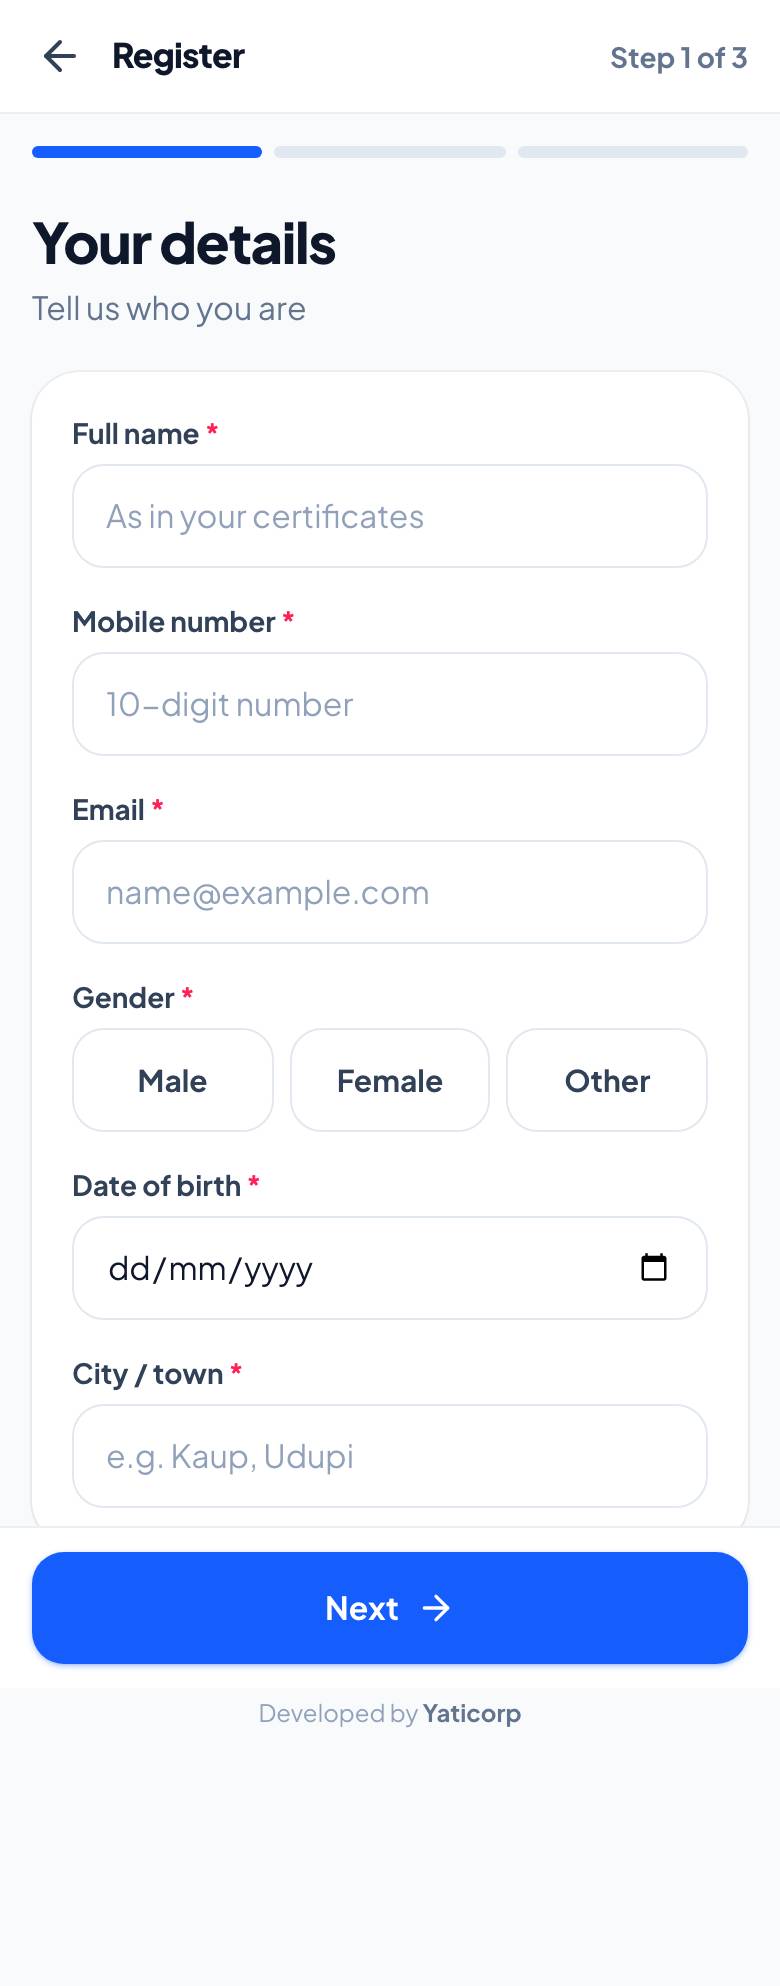 Register
Step 1 of 3
Your details
Tell us who you are
Full name *
As in your certificates
Mobile number *
10-digit number
Email *
name@example.com
Gender *
Male Female Other
Date of birth *
dd/mm/yyyy
City / town *
e.g. Kaup, Udupi
Next →
Developed by Yaticorp